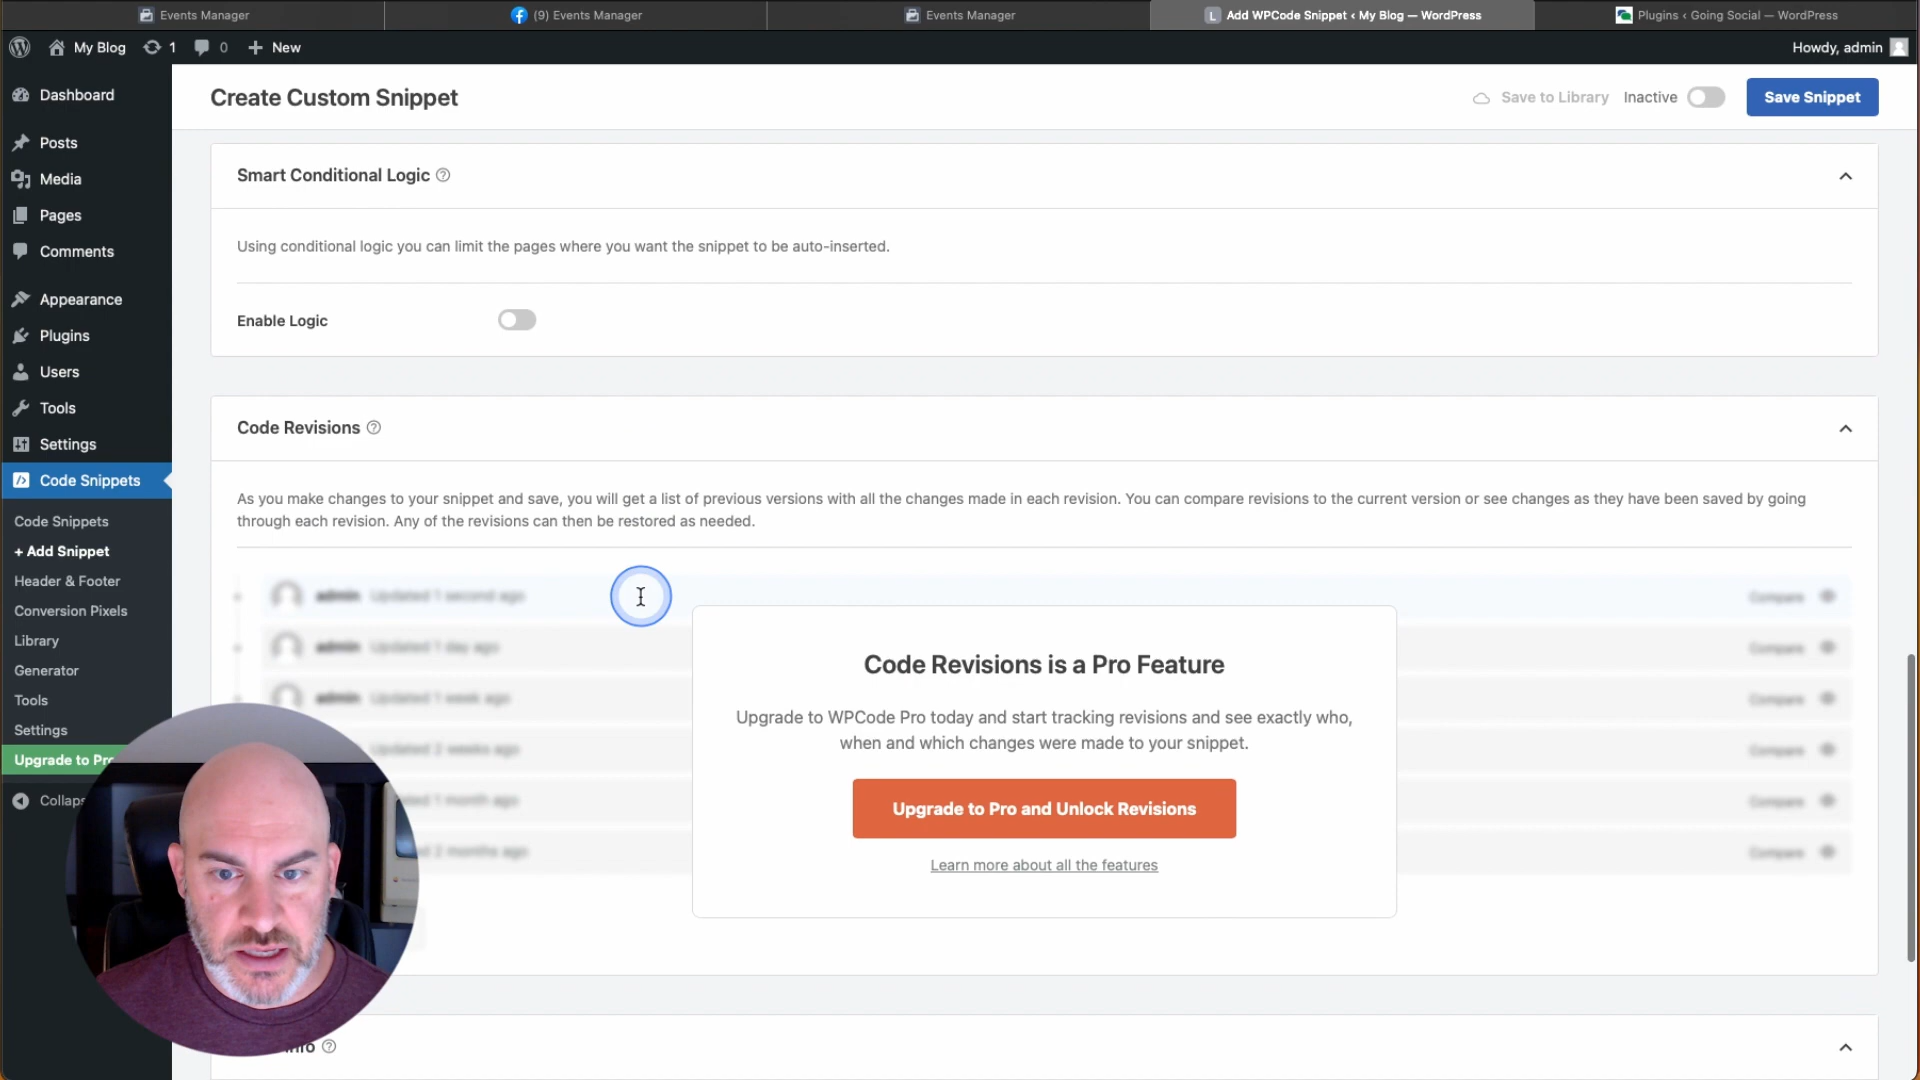 Events Manager
(9) Events Manager
Events Manager
L Add WPCode Snippet ‹ My Blog — WordPress
Plugins ‹ Going Social — WordPress
My Blog
1
0
New
Howdy, admin
Dashboard
Posts
Media
Pages
Comments
Appearance
Plugins
Users
Tools
Settings
Code Snippets
Code Snippets
+ Add Snippet
Header & Footer
Conversion Pixels
Library
Generator
Tools
Settings
Upgrade to Pro
Collaps
Create Custom Snippet
Save to Library
Inactive
Save Snippet
Smart Conditional Logic
Using conditional logic you can limit the pages where you want the snippet to be auto-inserted.
Enable Logic
Code Revisions
As you make changes to your snippet and save, you will get a list of previous versions with all the changes made in each revision. You can compare revisions to the current version or see changes as they have been saved by going
through each revision. Any of the revisions can then be restored as needed.
admin Updated 1 second ago Compare
admin Updated 1 day ago Compare
admin Updated 1 week ago Compare
Updated 2 weeks ago Compare
1 month ago Compare
2 months ago Compare
Code Revisions is a Pro Feature
Upgrade to WPCode Pro today and start tracking revisions and see exactly who,
when and which changes were made to your snippet.
Upgrade to Pro and Unlock Revisions
Learn more about all the features